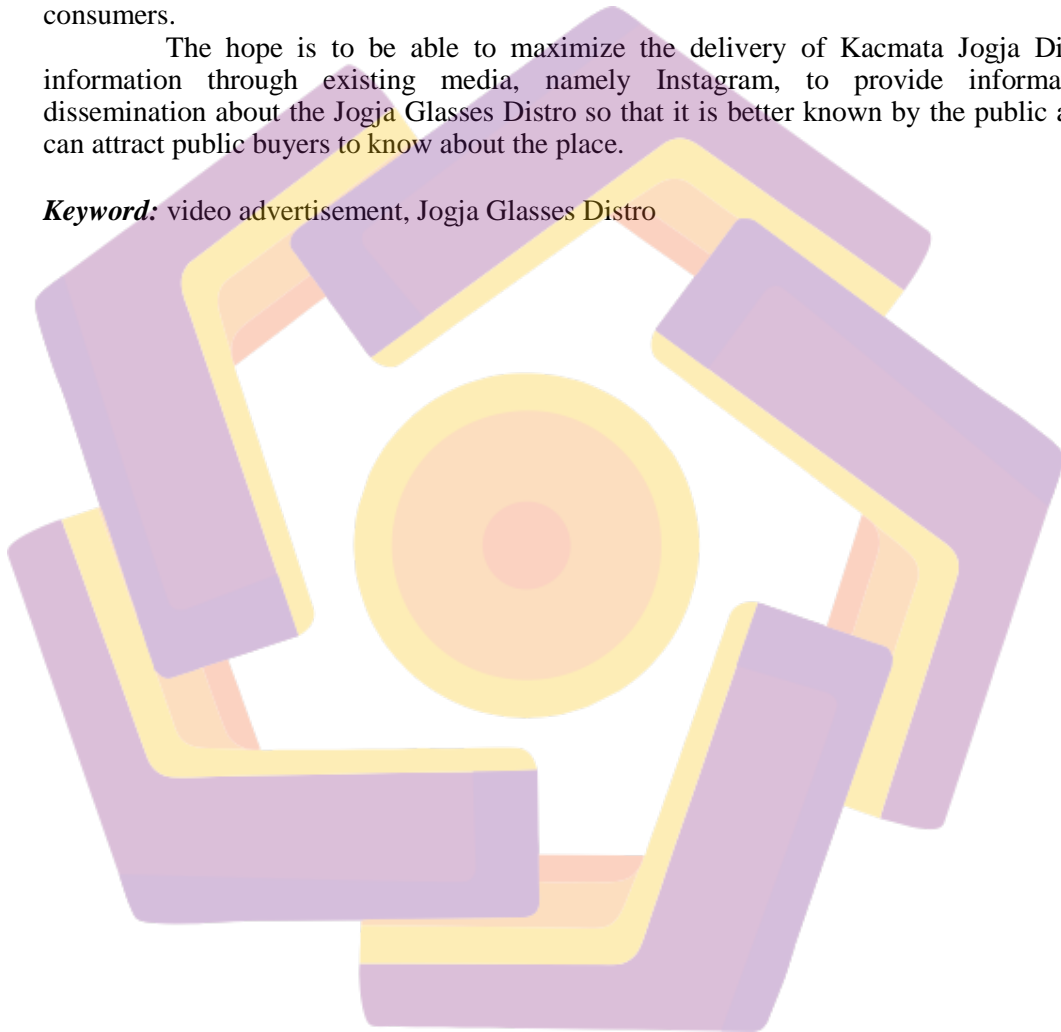 consumers.
The hope is to be able to maximize the delivery of Kacmata Jogja Di
information through existing media, namely Instagram, to provide informa
dissemination about the Jogja Glasses Distro so that it is better known by the public a
can attract public buyers to know about the place.
Keyword: video advertisement, Jogja Glasses Distro